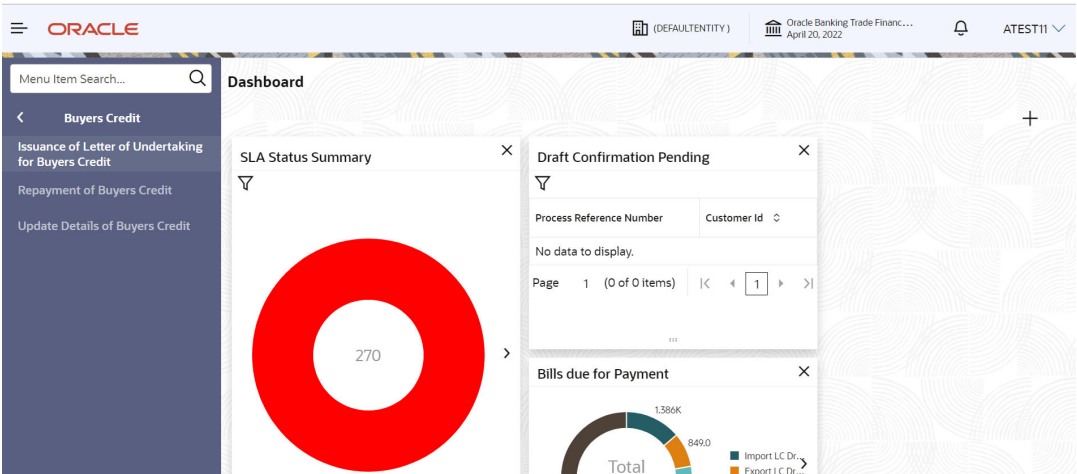 ORACLE
(DEFAULTENTITY )
Oracle Banking Trade Financ...
April 20, 2022
ATEST11
Menu Item Search...
Buyers Credit
Issuance of Letter of Undertaking
for Buyers Credit
Repayment of Buyers Credit
Update Details of Buyers Credit
Dashboard
SLA Status Summary
270
Draft Confirmation Pending
Process Reference Number Customer Id
No data to display.
Page 1 (0 of 0 items) 1
Bills due for Payment
1.386K
849.0
Total
Import LC Dr...
Export LC Dr...